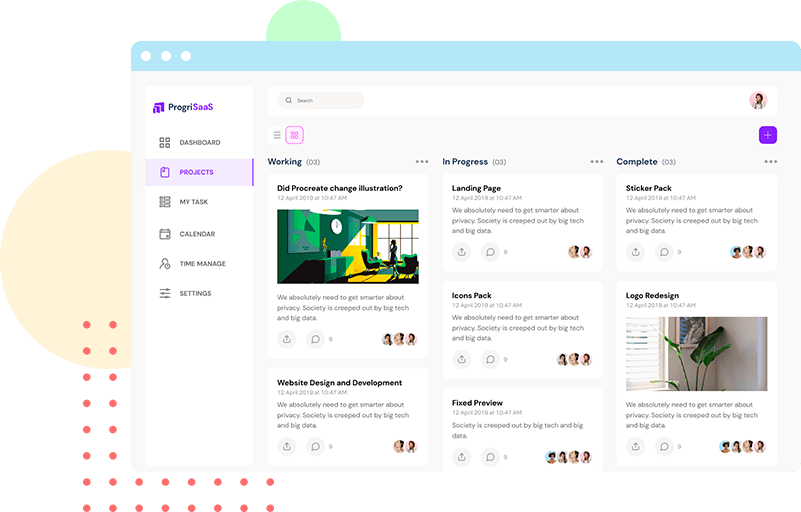 ProgriSaaS
Search
DASHBOARD
PROJECTS
MY TASK
CALENDAR
TIME MANAGE
SETTINGS
Working (03)
Did Procreate change illustration?
12 April 2019 at 10:47 AM
We absolutely need to get smarter about
privacy. Society is creeped out by big tech
and big data.
9
Website Design and Development
12 April 2019 at 10:47 AM
We absolutely need to get smarter about
privacy. Society is creeped out by big tech
and big data.
9
In Progress (03)
Landing Page
12 April 2019 at 10:47 AM
We absolutely need to get smarter about
privacy. Society is creeped out by big tech
and big data.
9
Icons Pack
12 April 2019 at 10:47 AM
We absolutely need to get smarter about
privacy. Society is creeped out by big tech
and big data.
9
Fixed Preview
12 April 2019 at 10:47 AM
Society is creeped out by big tech and big
data.
9
Complete (03)
Sticker Pack
12 April 2019 at 10:47 AM
We absolutely need to get smarter about
privacy. Society is creeped out by big tech
and big data.
9
Logo Redesign
12 April 2019 at 10:47 AM
We absolutely need to get smarter about
privacy. Society is creeped out by big tech
and big data.
9